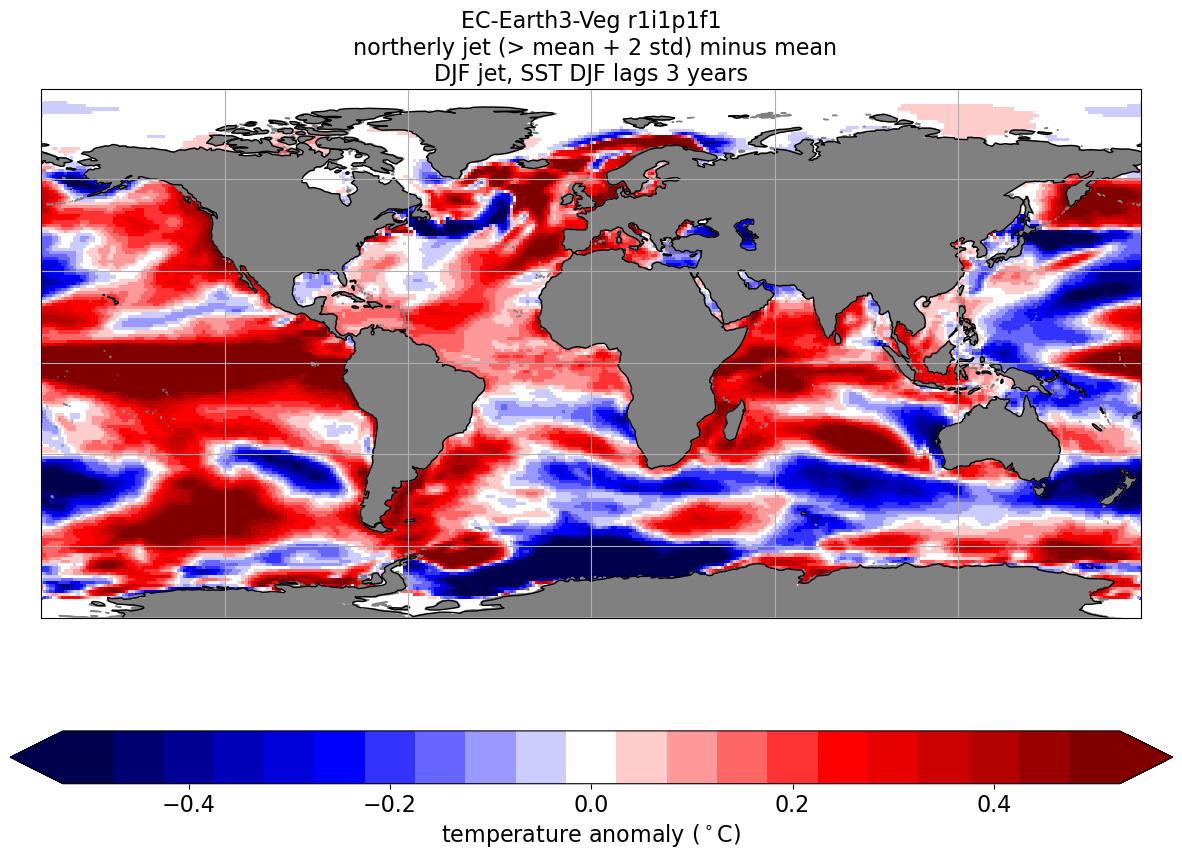 EC-Earth3-Veg r1i1p1f1
northerly jet (> mean + 2 std) minus mean
DJF jet, SST DJF lags 3 years
−0.4 −0.2 0.0 0.2 0.4
temperature anomaly (°C)